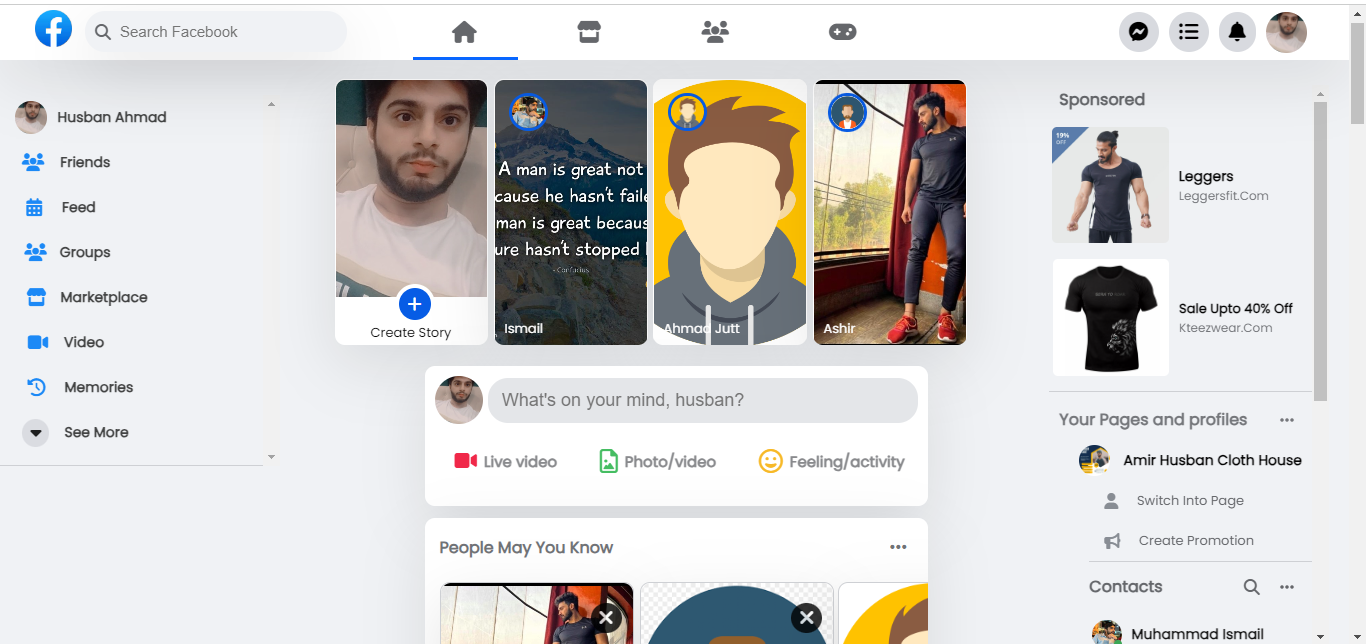 Search Facebook
Husban Ahmad
Friends
Feed
Groups
Marketplace
Video
Memories
See More
Create Story
A man is great not
cause he hasn't faile
man is great becaus
ure hasn't stopped
- Confucius
Ismail
Ahmad Jutt
Ashir
What's on your mind, husban?
Live video
Photo/video
Feeling/activity
People May You Know
Sponsored
19%
OFF
Leggers
Leggersfit.Com
Sale Upto 40% Off
Kteezwear.Com
Your Pages and profiles
Amir Husban Cloth House
Switch Into Page
Create Promotion
Contacts
Muhammad Ismail